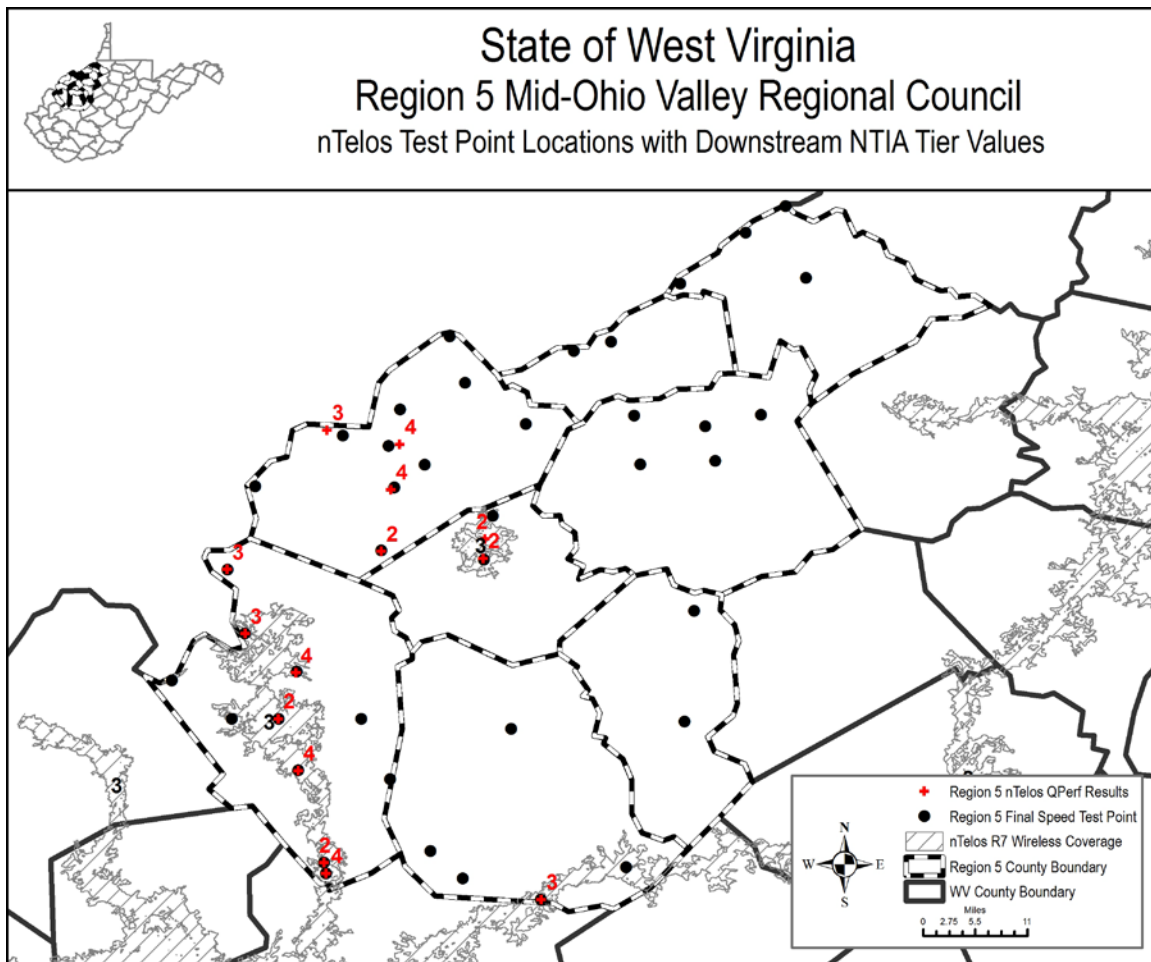 State of West Virginia
Region 5 Mid-Ohio Valley Regional Council
nTelos Test Point Locations with Downstream NTIA Tier Values
3
4
4
2
2
2
3
3
3
4
2
3
4
3
2
4
3
Region 5 nTelos QPerf Results
Region 5 Final Speed Test Point
nTelos R7 Wireless Coverage
Region 5 County Boundary
WV County Boundary
N
W
E
S
Miles
0
2.75
5.5
11